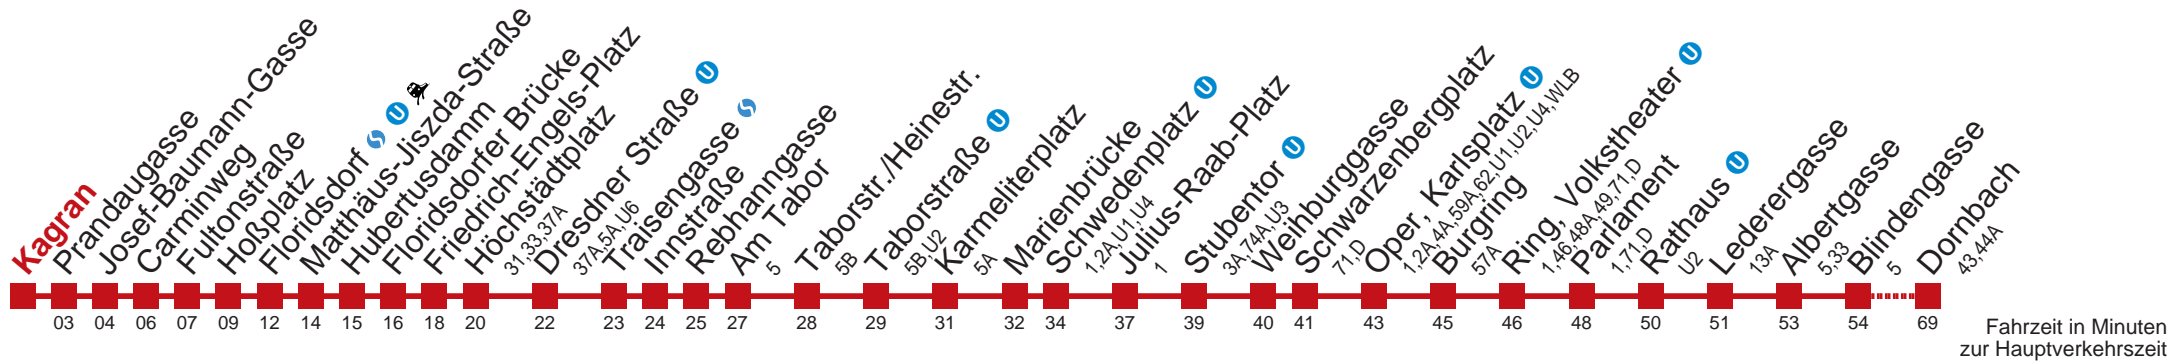 Kagran
Prandaugasse
Josef-Baumann-Gasse
Carminweg
Fultonstraße
Hoßplatz
Floridsdorf S U
Matthäus-Jiszda-Straße
Hubertusdamm
Floridsdorfer Brücke
Friedrich-Engels-Platz
Höchstädtplatz
31,33,37A
Dresdner Straße U
37A,5A,U6
Traisengasse S
Innstraße
Rebhanngasse
Am Tabor
5
Taborstr./Heinestr.
5B
Taborstraße U
5B,U2
Karmeliterplatz
5A
Marienbrücke
Schwedenplatz U
1,2A,U1,U4
Julius-Raab-Platz
1
Stubentor U
3A,74A,U3
Weihburggasse
Schwarzenbergplatz
71,D
Oper, Karlsplatz U
1,2A,4A,59A,62,U1,U2,U4,WLB
Burgring
57A
Ring, Volkstheater U
1,46,48A,49,71,D
Parlament
1,71,D
Rathaus U
U2
Lederergasse
13A
Albertgasse
5,33
Blindengasse
5
Dornbach
43,44A
03 04 06 07 09 12 14 15 16 18 20 22 23 24 25 27 28 29 31 32 34 37 39 40 41 43 45 46 48 50 51 53 54 69
Fahrzeit in Minuten
zur Hauptverkehrszeit